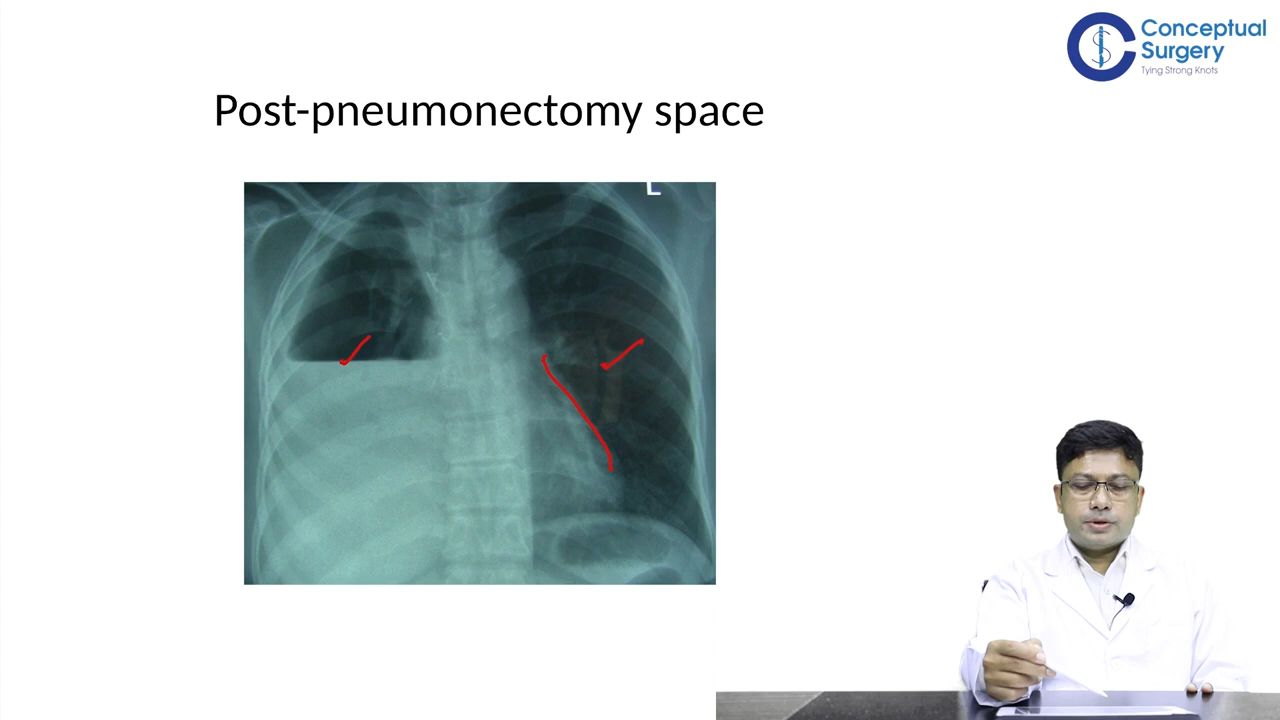 Conceptual
Surgery
Tying Strong Knots
Post-pneumonectomy space
L